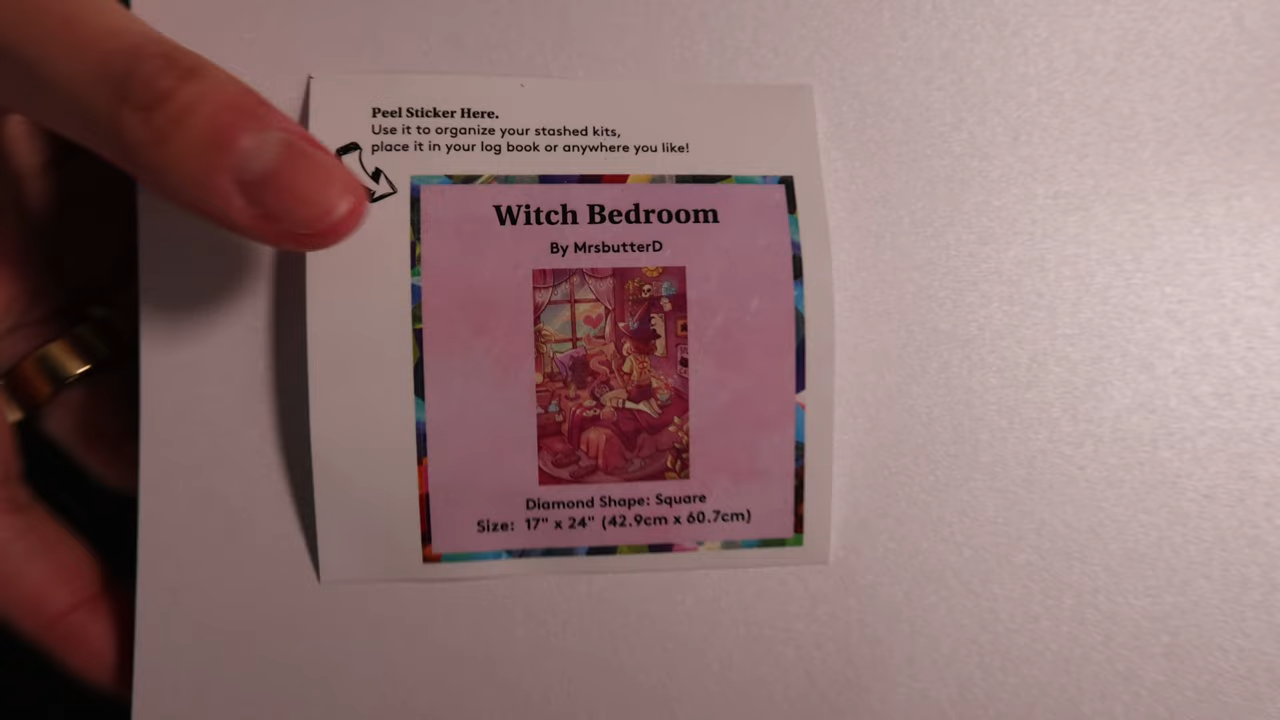 Peel Sticker Here.
Use it to organize your stashed kits,
place it in your log book or anywhere you like!
Witch Bedroom
By MrsbutterD
Diamond Shape: Square
Size: 17" x 24" (42.9cm x 60.7cm)